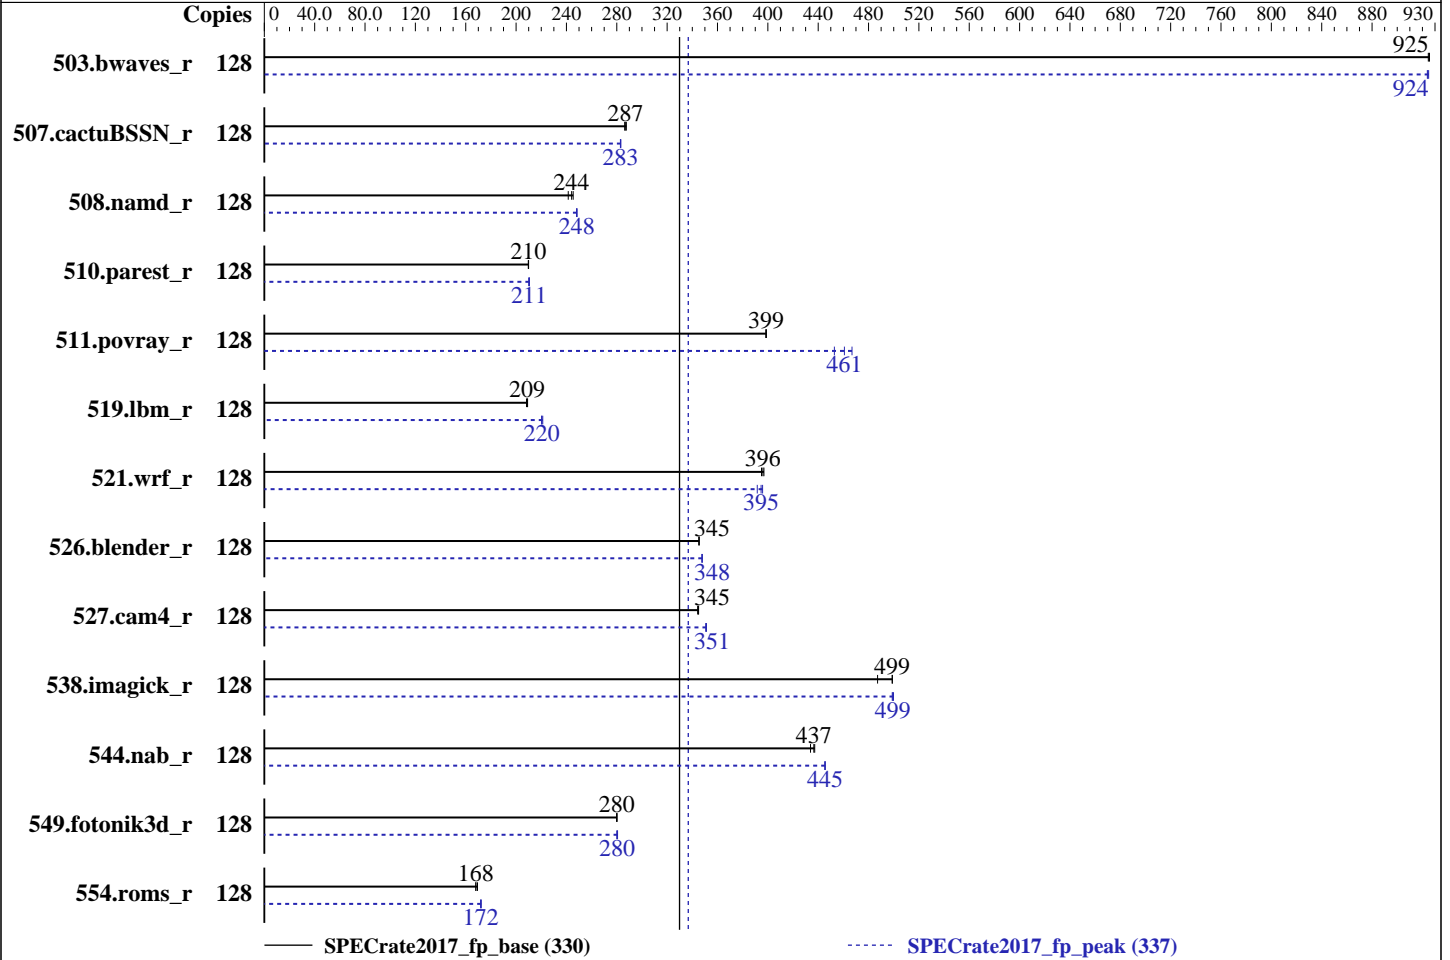 Copies 0 40.0 80.0 120 160 200 240 280 320 360 400 440 480 520 560 600 640 680 720 760 800 840 880 930
925
503.bwaves_r 128
924
287
507.cactuBSSN_r 128
283
244
508.namd_r 128
248
210
510.parest_r 128
211
399
511.povray_r 128
461
209
519.lbm_r 128
220
396
521.wrf_r 128
395
345
526.blender_r 128
348
345
527.cam4_r 128
351
499
538.imagick_r 128
499
437
544.nab_r 128
445
280
549.fotonik3d_r 128
280
168
554.roms_r 128
172
SPECrate2017_fp_base (330) SPECrate2017_fp_peak (337)